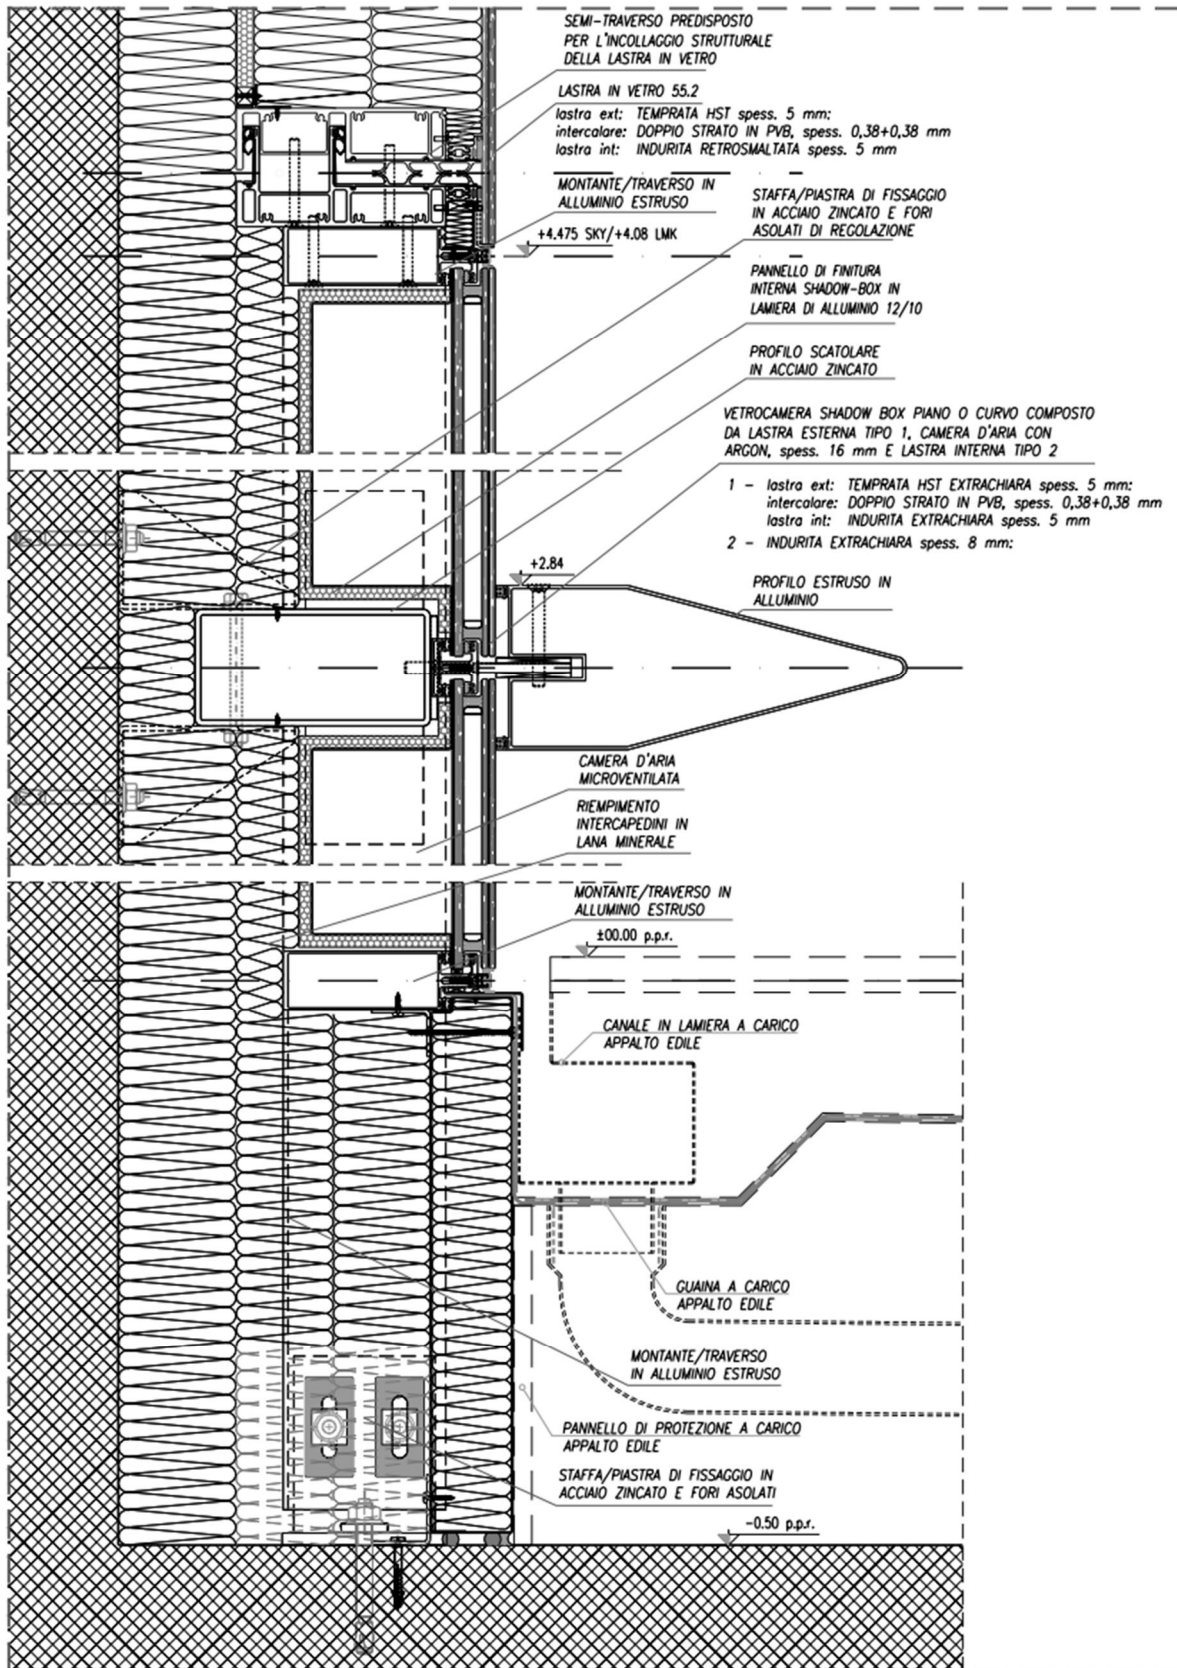 SEMI-TRAVERSO PREDISPOSTO
PER L'INCOLLAGGIO STRUTTURALE
DELLA LASTRA IN VETRO
LASTRA IN VETRO 55.2
lastra ext: TEMPRATA HST spess. 5 mm:
intercalare: DOPPIO STRATO IN PVB, spess. 0,38+0,38 mm
lastra int: INDURITA RETROSMALTATA spess. 5 mm
MONTANTE/TRAVERSO IN
ALLUMINIO ESTRUSO
+4.475 SKY/+4.08 LMK
STAFFA/PIASTRA DI FISSAGGIO
IN ACCIAIO ZINCATO E FORI
ASOLATI DI REGOLAZIONE
PANNELLO DI FINITURA
INTERNA SHADOW-BOX IN
LAMIERA DI ALLUMINIO 12/10
PROFILO SCATOLARE
IN ACCIAIO ZINCATO
VETROCAMERA SHADOW BOX PIANO O CURVO COMPOSTO
DA LASTRA ESTERNA TIPO 1, CAMERA D'ARIA CON
ARGON, spess. 16 mm E LASTRA INTERNA TIPO 2
1 - lastra ext: TEMPRATA HST EXTRACHIARA spess. 5 mm:
intercalare: DOPPIO STRATO IN PVB, spess. 0,38+0,38 mm
lastra int: INDURITA EXTRACHIARA spess. 5 mm
2 - INDURITA EXTRACHIARA spess. 8 mm:
+2.84
PROFILO ESTRUSO IN
ALLUMINIO
CAMERA D'ARIA
MICROVENTILATA
RIEMPIMENTO
INTERCAPEDINI IN
LANA MINERALE
MONTANTE/TRAVERSO IN
ALLUMINIO ESTRUSO
±00.00 p.p.r.
CANALE IN LAMIERA A CARICO
APPALTO EDILE
GUAINA A CARICO
APPALTO EDILE
MONTANTE/TRAVERSO
IN ALLUMINIO ESTRUSO
PANNELLO DI PROTEZIONE A CARICO
APPALTO EDILE
STAFFA/PIASTRA DI FISSAGGIO IN
ACCIAIO ZINCATO E FORI ASOLATI
-0.50 p.p.r.